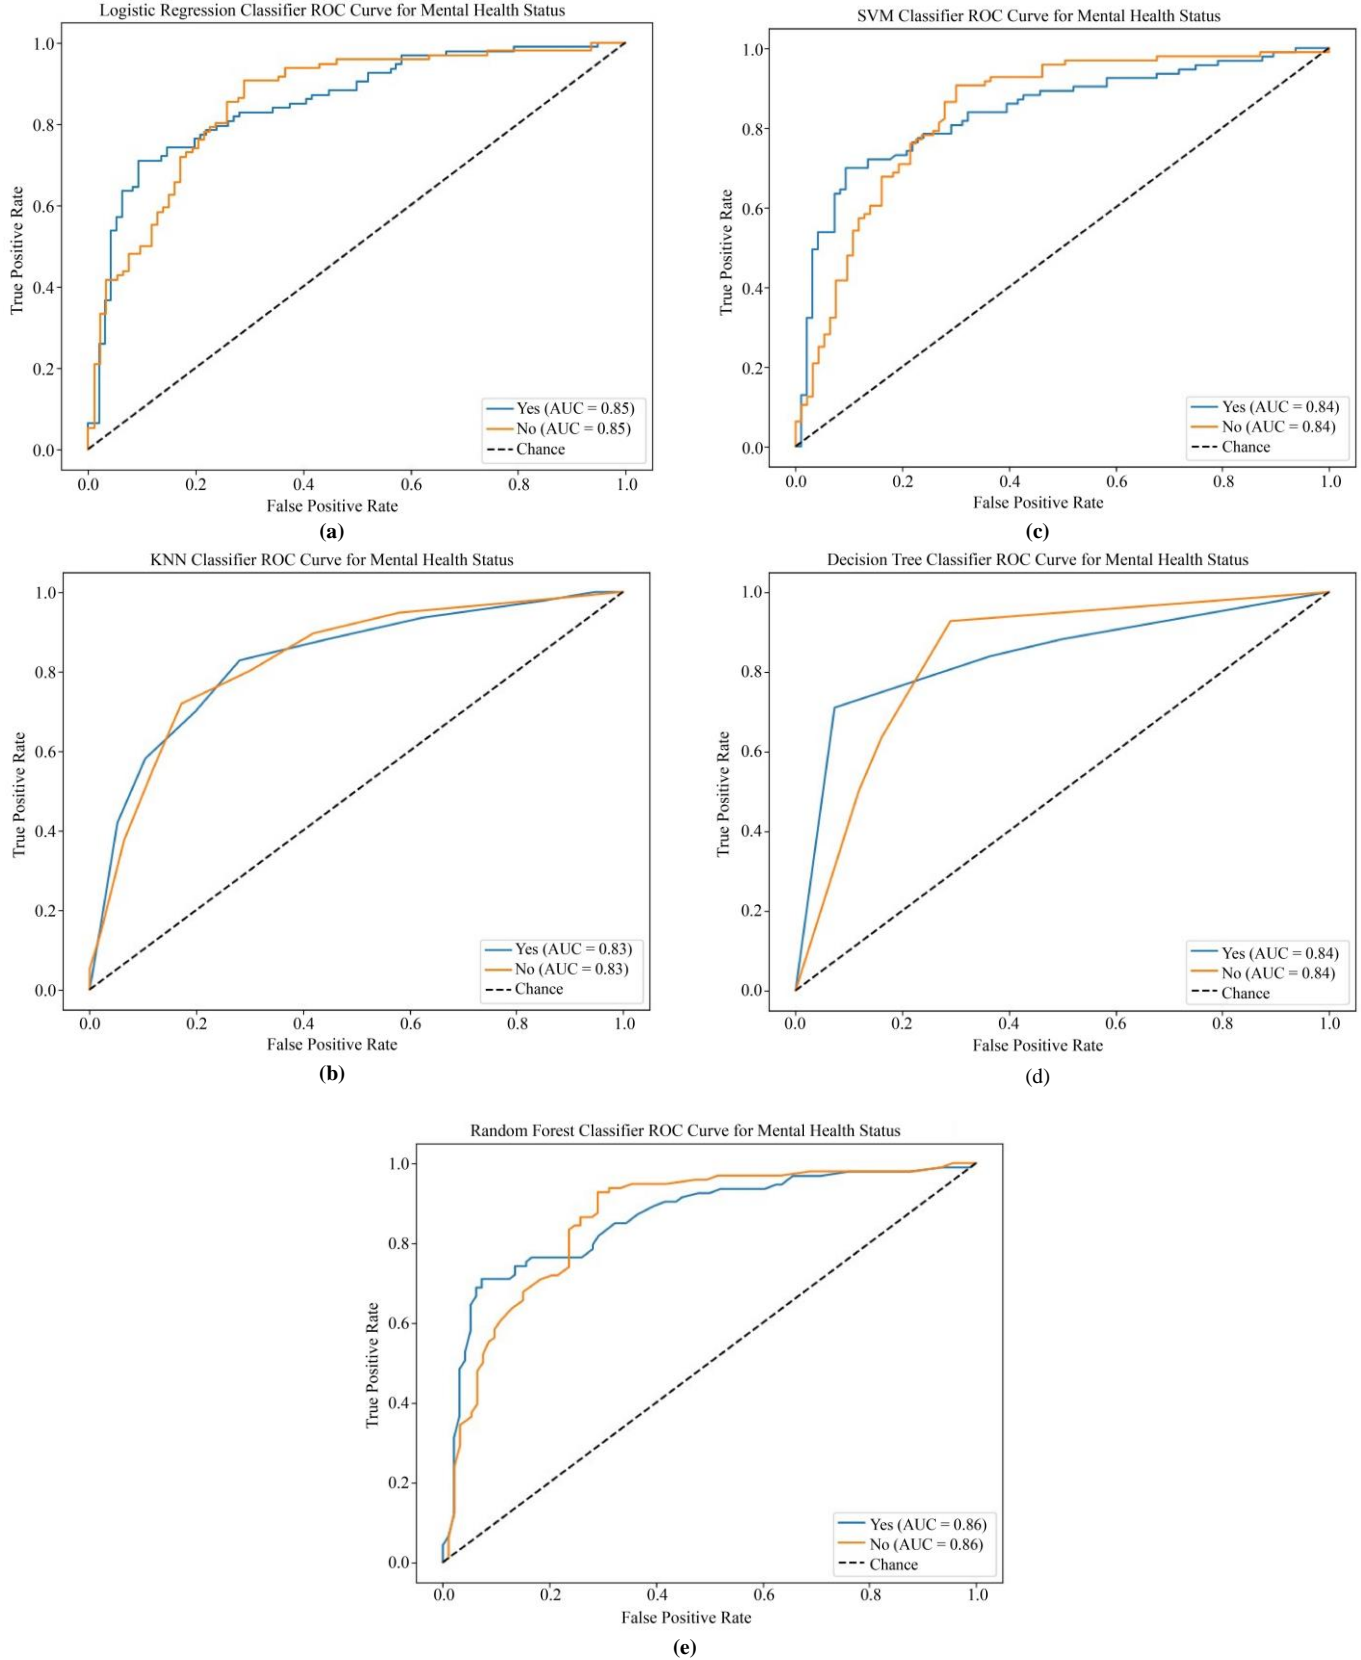 Logistic Regression Classifier ROC Curve for Mental Health Status
True Positive Rate
1.0
0.8
0.6
0.4
0.2
0.0
Yes (AUC = 0.85)
No (AUC = 0.85)
Chance
0.0 0.2 0.4 0.6 0.8 1.0
False Positive Rate
(a)
SVM Classifier ROC Curve for Mental Health Status
True Positive Rate
1.0
0.8
0.6
0.4
0.2
0.0
Yes (AUC = 0.84)
No (AUC = 0.84)
Chance
0.0 0.2 0.4 0.6 0.8 1.0
False Positive Rate
(c)
KNN Classifier ROC Curve for Mental Health Status
True Positive Rate
1.0
0.8
0.6
0.4
0.2
0.0
Yes (AUC = 0.83)
No (AUC = 0.83)
Chance
0.0 0.2 0.4 0.6 0.8 1.0
False Positive Rate
(b)
Decision Tree Classifier ROC Curve for Mental Health Status
True Positive Rate
1.0
0.8
0.6
0.4
0.2
0.0
Yes (AUC = 0.84)
No (AUC = 0.84)
Chance
0.0 0.2 0.4 0.6 0.8 1.0
False Positive Rate
(d)
Random Forest Classifier ROC Curve for Mental Health Status
True Positive Rate
1.0
0.8
0.6
0.4
0.2
0.0
Yes (AUC = 0.86)
No (AUC = 0.86)
Chance
0.0 0.2 0.4 0.6 0.8 1.0
False Positive Rate
(e)